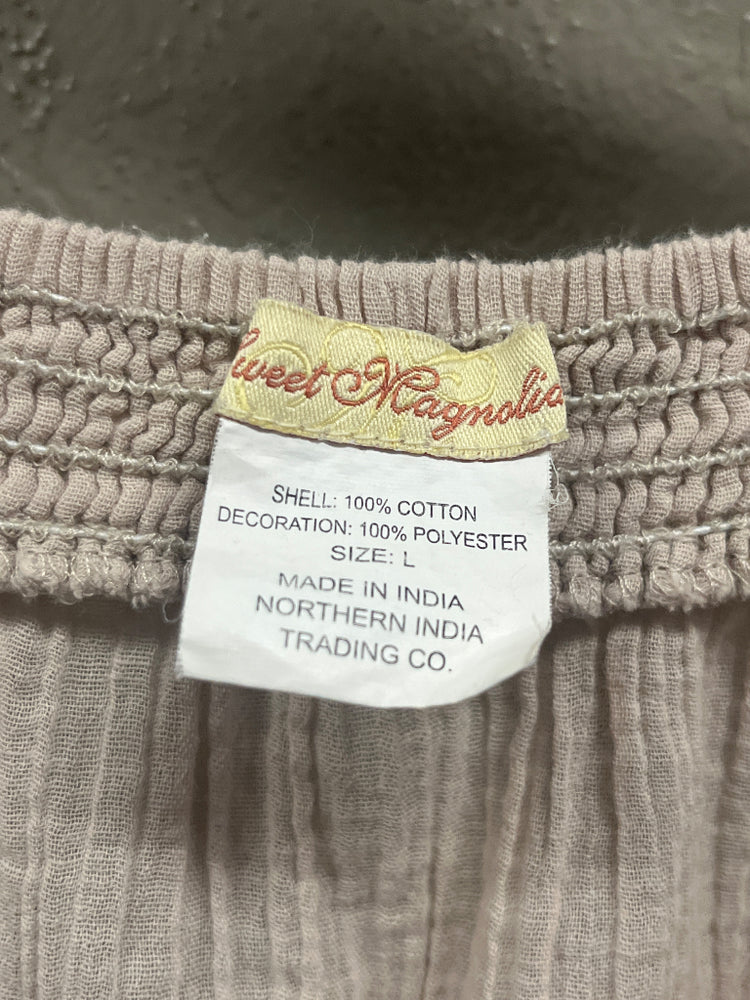 Sweet Magnolia
SHELL: 100% COTTON
DECORATION: 100% POLYESTER
SIZE: L
MADE IN INDIA
NORTHERN INDIA
TRADING CO.